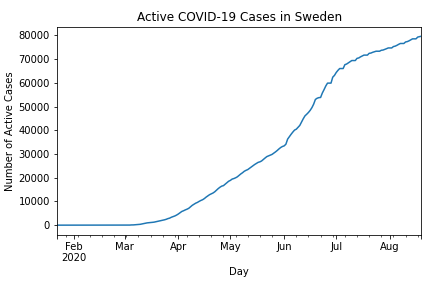 Active COVID-19 Cases in Sweden
Number of Active Cases
80000
70000
60000
50000
40000
30000
20000
10000
0
Feb Mar Apr May Jun Jul Aug
2020
Day